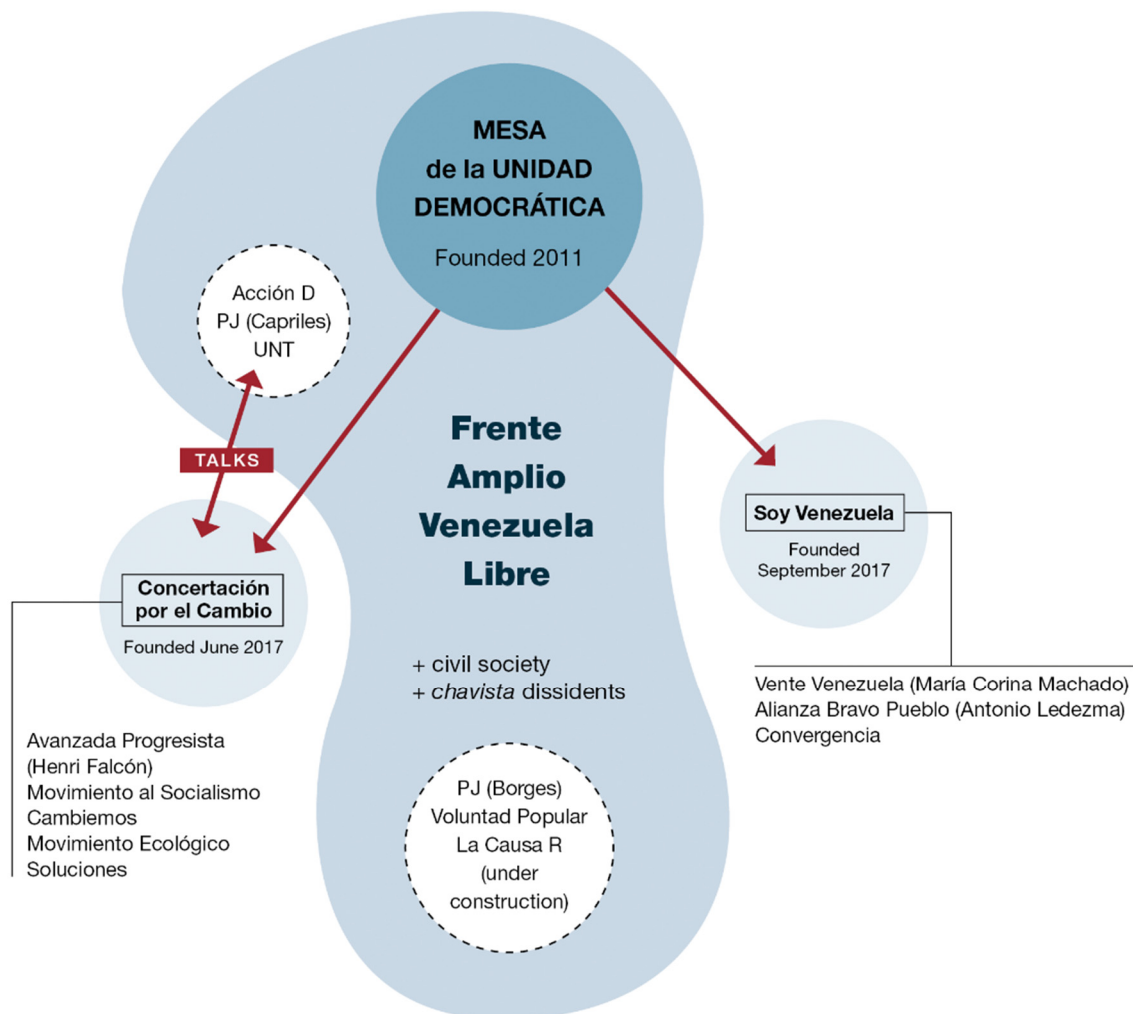 MESA
de la UNIDAD
DEMOCRÁTICA
Founded 2011
Acción D
PJ (Capriles)
UNT
TALKS
Concertación
por el Cambio
Founded June 2017
Avanzada Progresista
(Henri Falcón)
Movimiento al Socialismo
Cambiemos
Movimiento Ecológico
Soluciones
Frente
Amplio
Venezuela
Libre
+ civil society
+ chavista dissidents
PJ (Borges)
Voluntad Popular
La Causa R
(under
construction)
Soy Venezuela
Founded
September 2017
Vente Venezuela (María Corina Machado)
Alianza Bravo Pueblo (Antonio Ledezma)
Convergencia